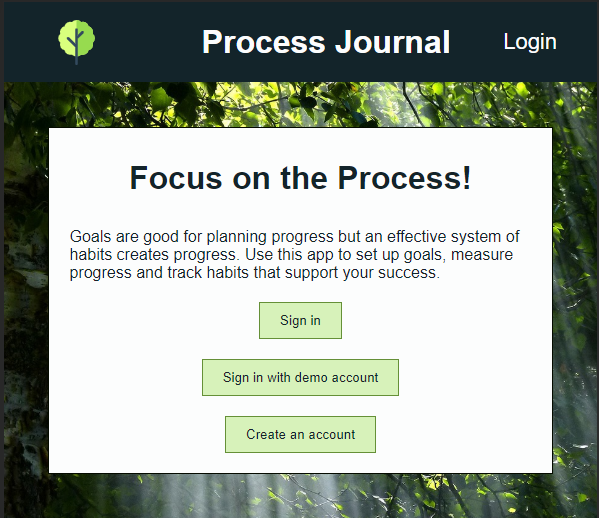 Process Journal
Login
Focus on the Process!
Goals are good for planning progress but an effective system of
habits creates progress. Use this app to set up goals, measure
progress and track habits that support your success.
Sign in
Sign in with demo account
Create an account